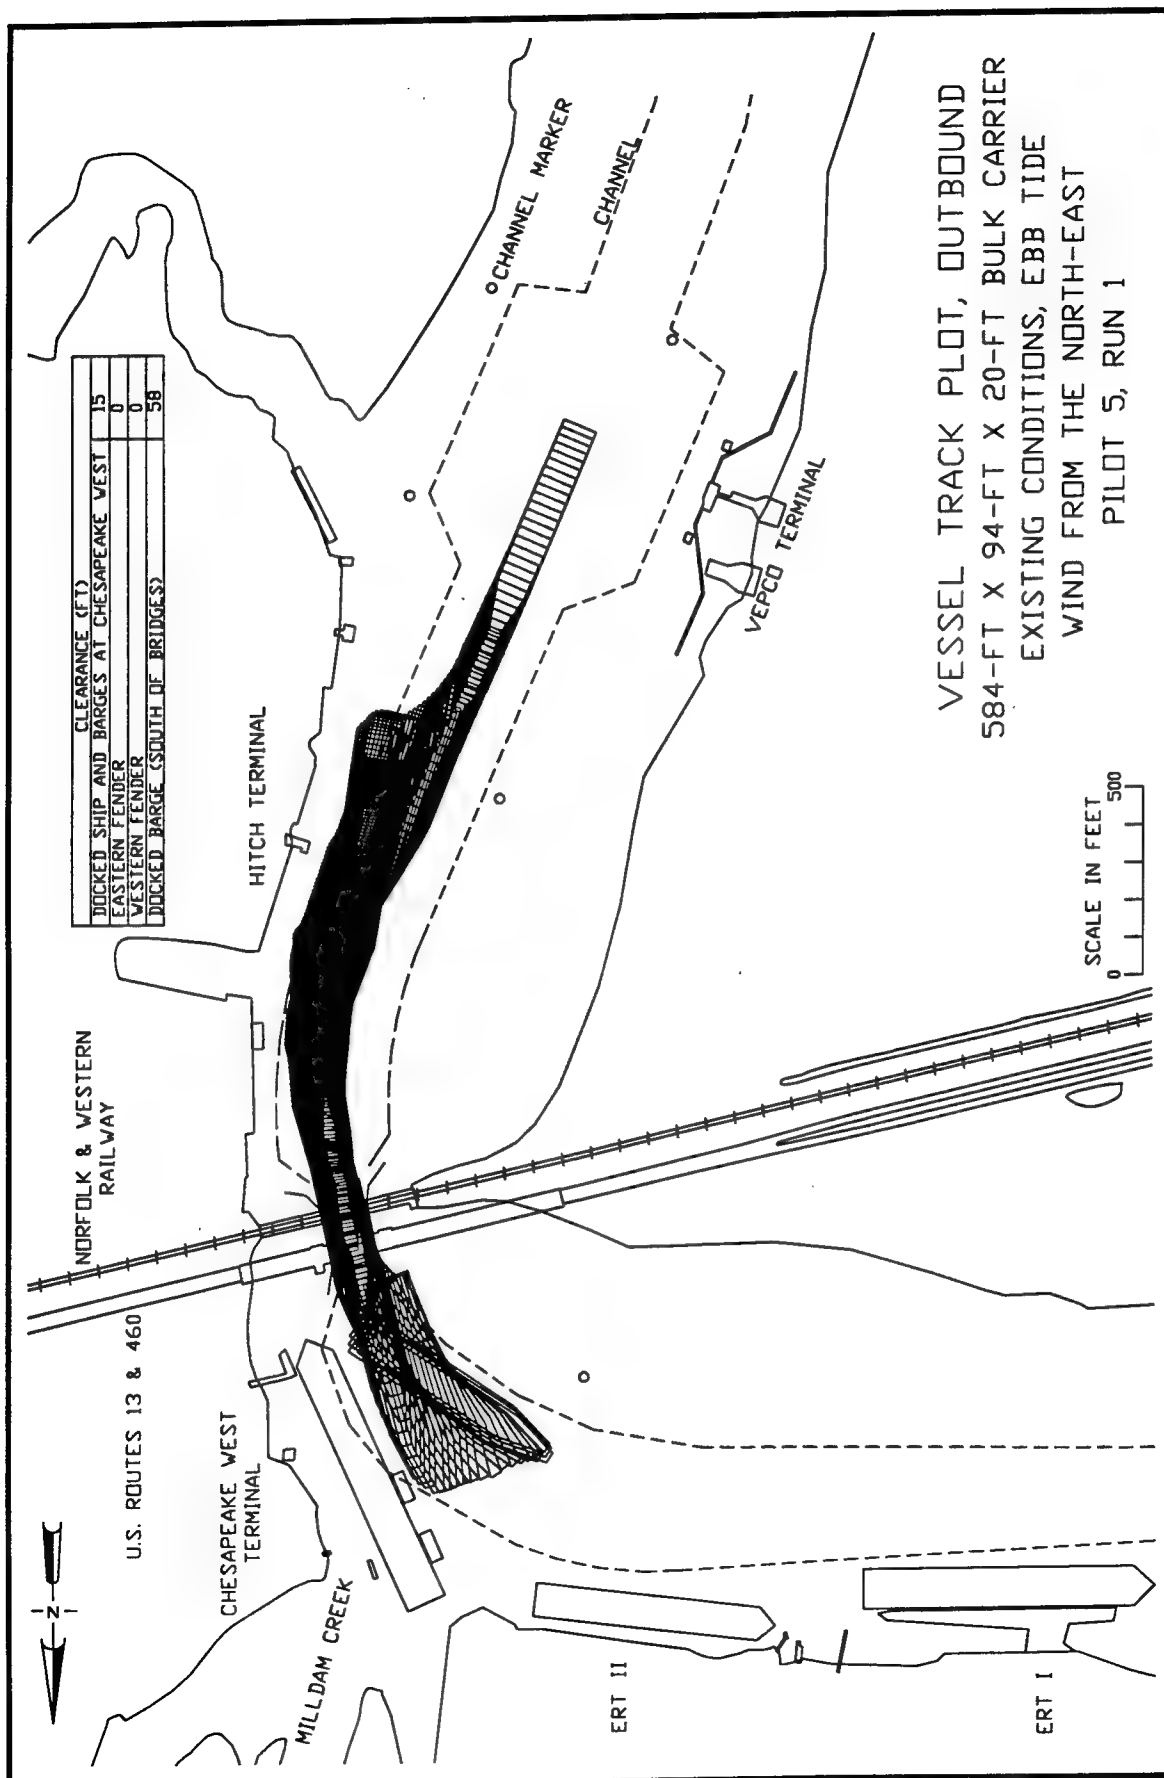 CLEARANCE (FT)
DOCKED SHIP AND BARGES AT CHESAPEAKE WEST 15
EASTERN FENDER 0
WESTERN FENDER 0
DOCKED BARGE (SOUTH OF BRIDGES) 58
NORFOLK & WESTERN
RAILWAY
HITCH TERMINAL
CHANNEL MARKER
CHANNEL
U.S. ROUTES 13 & 460
CHESAPEAKE WEST
TERMINAL
N
MILLDAM CREEK
VEPCO TERMINAL
ERT II
ERT I
SCALE IN FEET
0 500
VESSEL TRACK PLOT, OUTBOUND
584-FT X 94-FT X 20-FT BULK CARRIER
EXISTING CONDITIONS, EBB TIDE
WIND FROM THE NORTH-EAST
PILOT 5, RUN 1